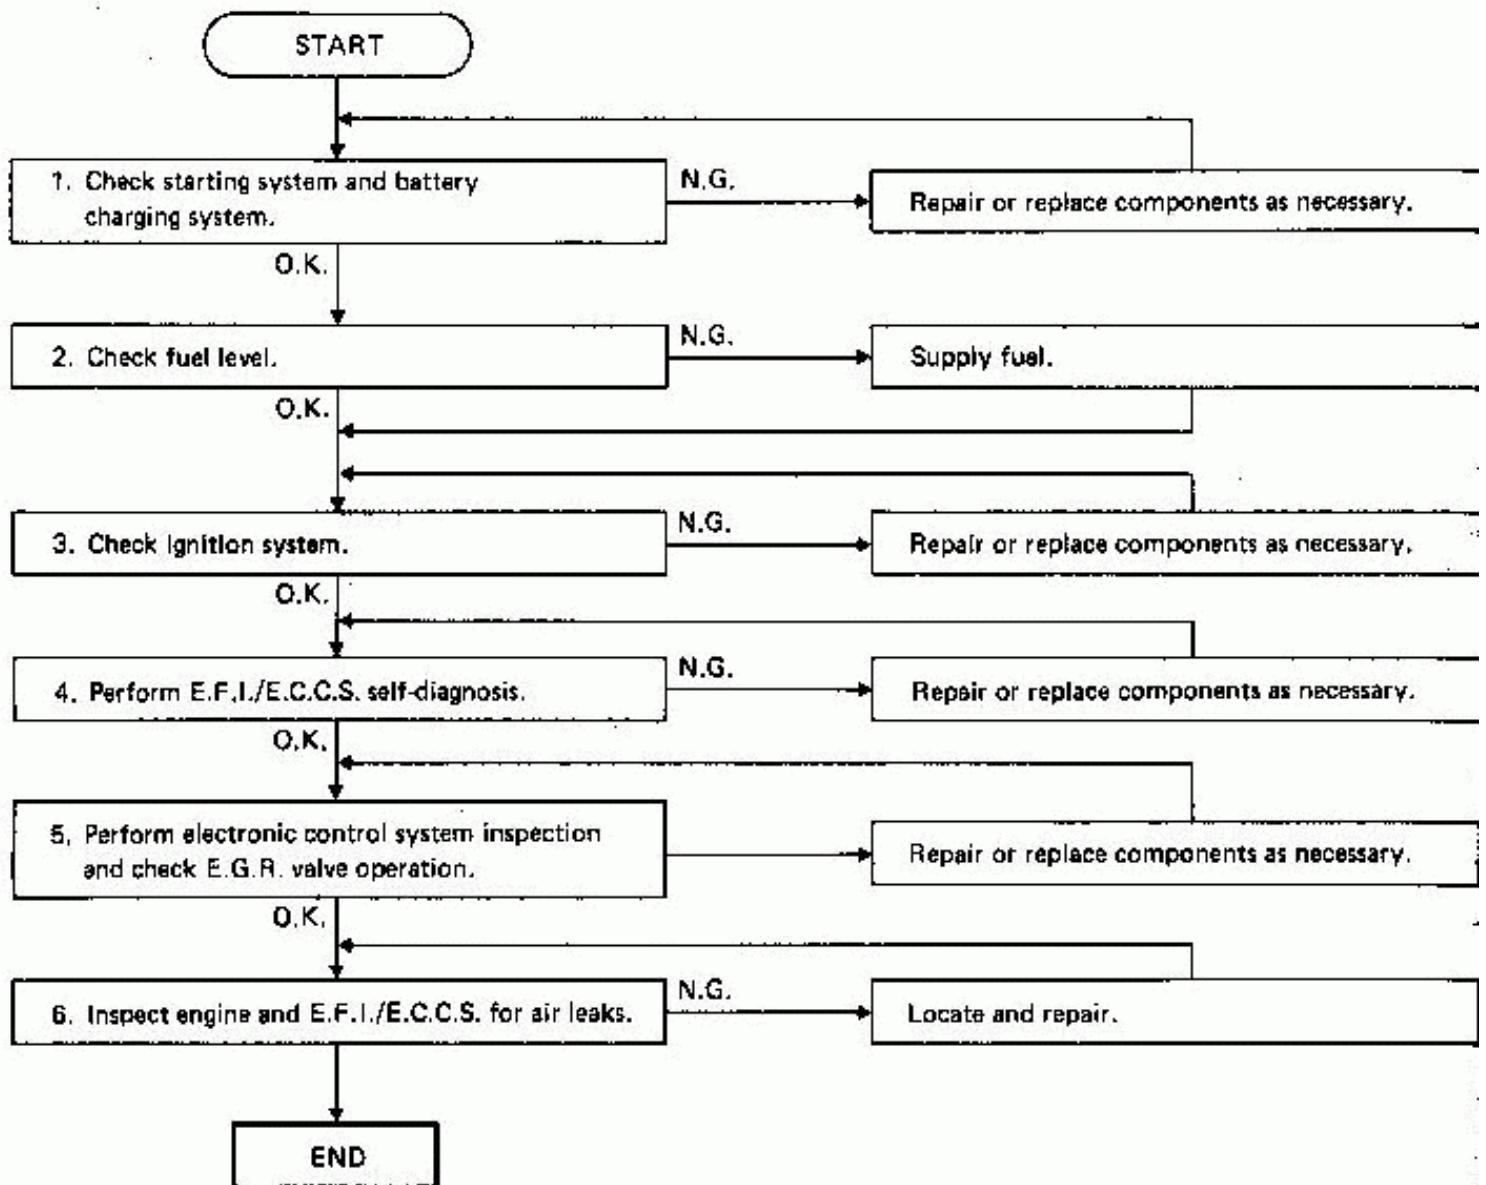 START
1. Check starting system and battery
charging system.
N.G.
Repair or replace components as necessary.
O.K.
2. Check fuel level.
N.G.
Supply fuel.
O.K.
3. Check ignition system.
N.G.
Repair or replace components as necessary.
O.K.
4. Perform E.F.I./E.C.C.S. self-diagnosis.
N.G.
Repair or replace components as necessary.
O.K.
5. Perform electronic control system inspection
and check E.G.R. valve operation.
Repair or replace components as necessary.
O.K.
6. Inspect engine and E.F.I./E.C.C.S. for air leaks.
N.G.
Locate and repair.
END